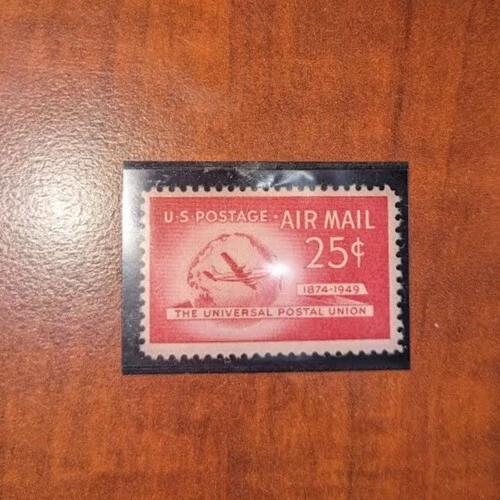 U·S·POSTAGE · AIR MAIL
25¢
1874-1949
THE UNIVERSAL POSTAL UNION